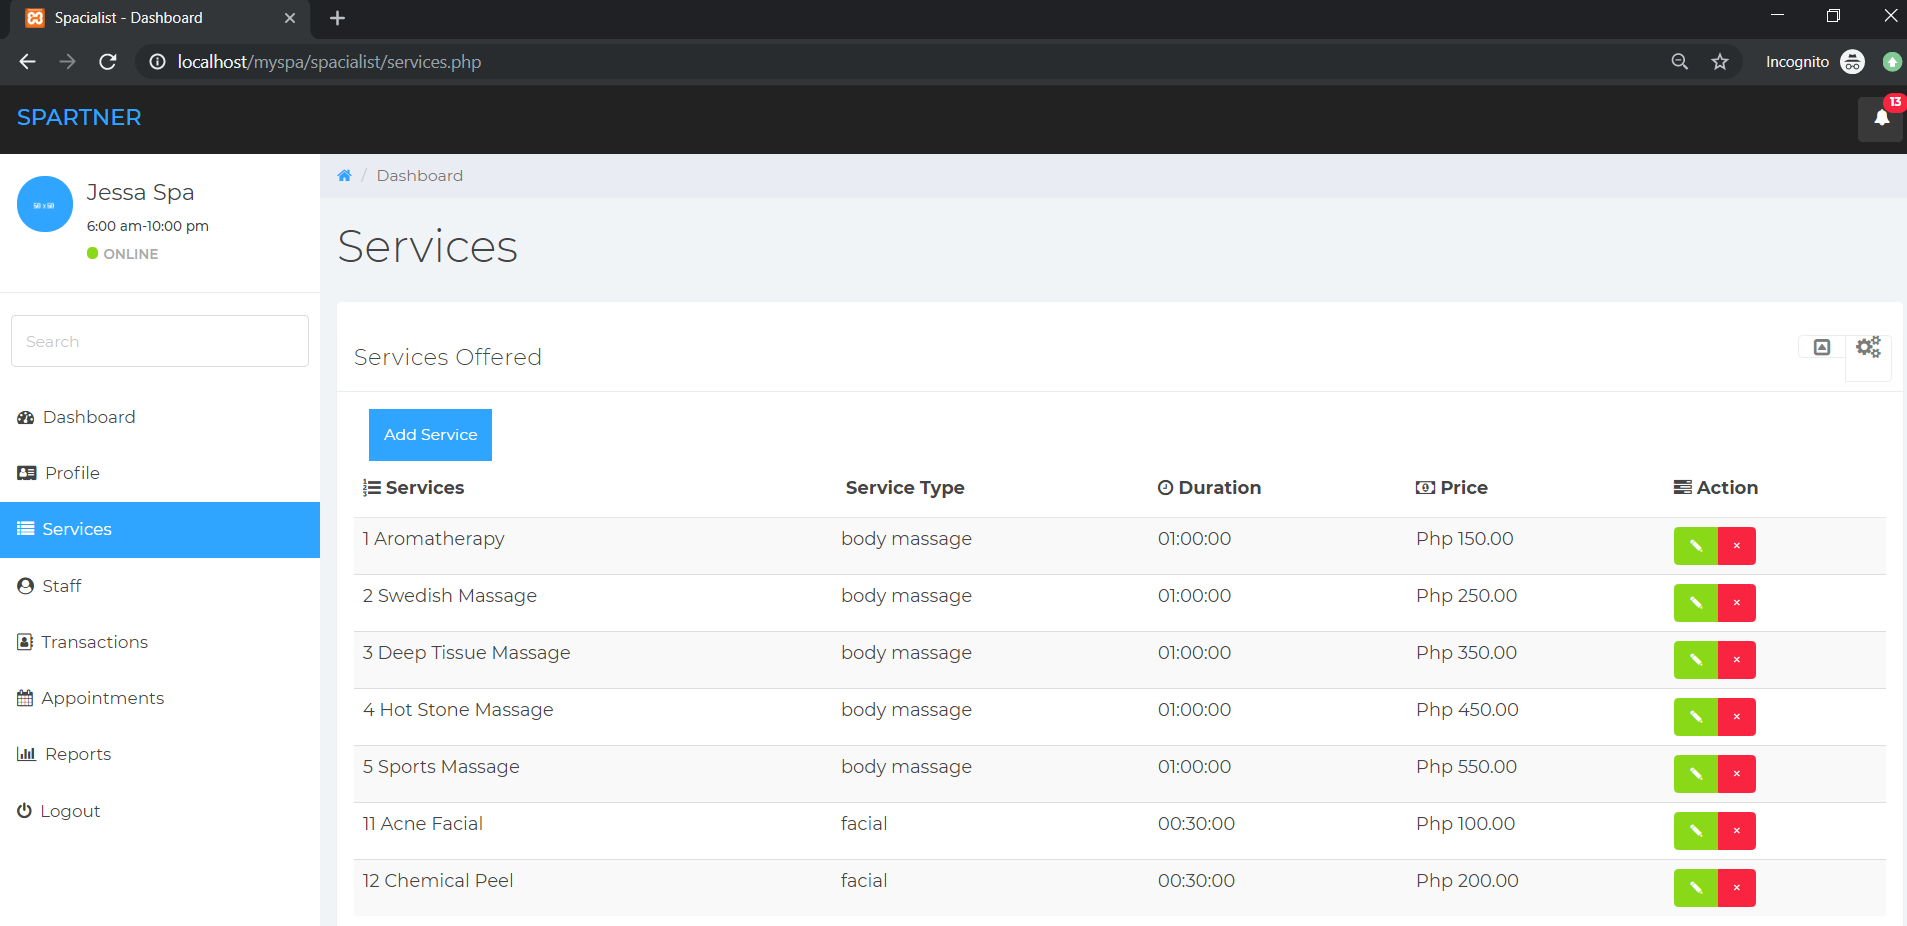 Spacialist - Dashboard
localhost/myspa/spacialist/services.php
Incognito
SPARTNER
13
50 x 50
Jessa Spa
6:00 am-10:00 pm
ONLINE
Search
Dashboard
Profile
Services
Staff
Transactions
Appointments
Reports
Logout
/ Dashboard
Services
Services Offered
Add Service
Services Service Type Duration Price Action
1 Aromatherapy body massage 01:00:00 Php 150.00
2 Swedish Massage body massage 01:00:00 Php 250.00
3 Deep Tissue Massage body massage 01:00:00 Php 350.00
4 Hot Stone Massage body massage 01:00:00 Php 450.00
5 Sports Massage body massage 01:00:00 Php 550.00
11 Acne Facial facial 00:30:00 Php 100.00
12 Chemical Peel facial 00:30:00 Php 200.00